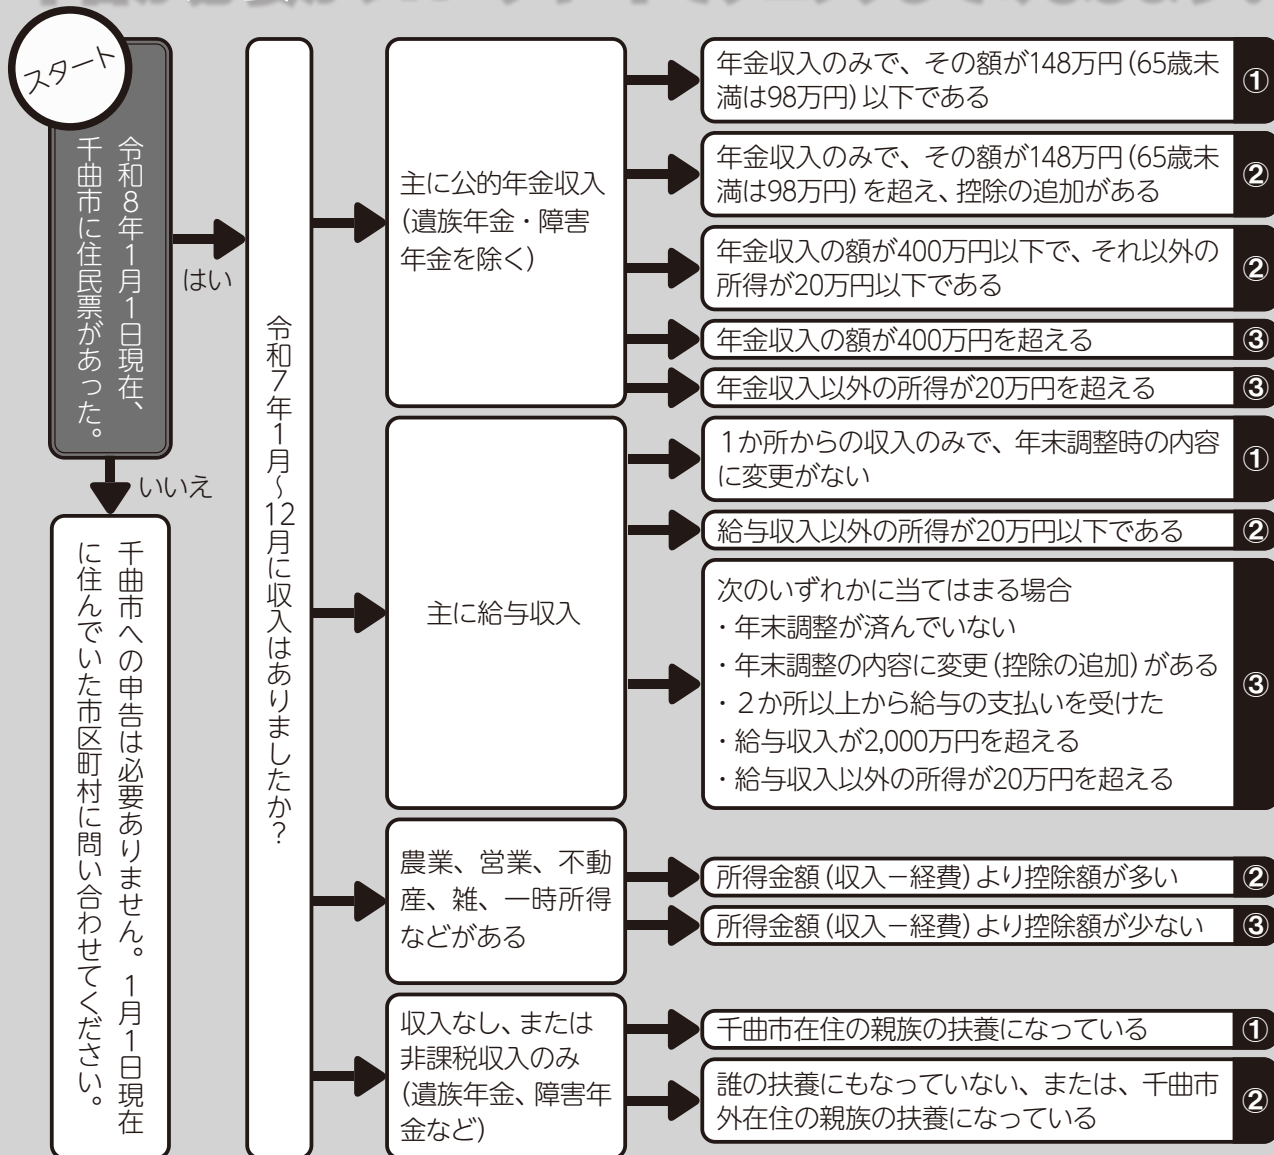 スタート
令和8年1月1日現在、
千曲市に住民票があった。
はい
いいえ
千曲市への申告は必要ありません。1月1日現在
に住んでいた市区町村に問い合わせてください。
令和7年1月～12月に収入はありましたか?
主に公的年金収入
(遺族年金・障害
年金を除く)
年金収入のみで、その額が148万円(65歳未
満は98万円)以下である
①
年金収入のみで、その額が148万円(65歳未
満は98万円)を超え、控除の追加がある
②
年金収入の額が400万円以下で、それ以外の
所得が20万円以下である
②
年金収入の額が400万円を超える
③
年金収入以外の所得が20万円を超える
③
主に給与収入
1か所からの収入のみで、年末調整時の内容
に変更がない
①
給与収入以外の所得が20万円以下である
②
次のいずれかに当てはまる場合
・年末調整が済んでいない
・年末調整の内容に変更(控除の追加)がある
・2か所以上から給与の支払いを受けた
・給与収入が2,000万円を超える
・給与収入以外の所得が20万円を超える
③
農業、営業、不動
産、雑、一時所得
などがある
所得金額(収入－経費)より控除額が多い
②
所得金額(収入－経費)より控除額が少ない
③
収入なし、または
非課税収入のみ
(遺族年金、障害年
金など)
千曲市在住の親族の扶養になっている
①
誰の扶養にもなっていない、または、千曲市
外在住の親族の扶養になっている
②